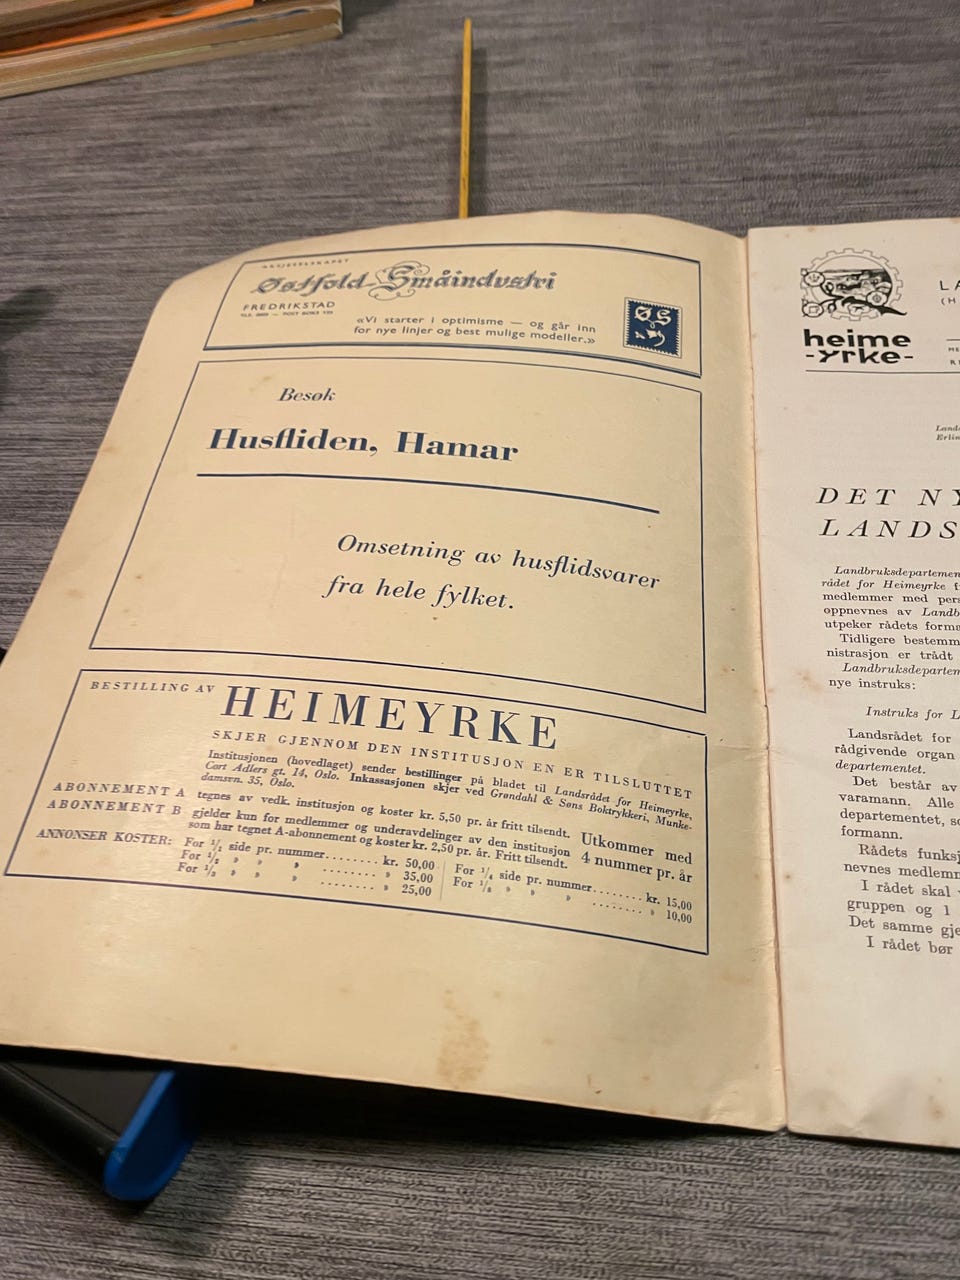 AKSJESELSKAPET
Østfold Småindustri
FREDRIKSTAD
«Vi starter i optimisme — og går inn
for nye linjer og best mulige modeller.»
ØS
Besøk
Husfliden, Hamar
Omsetning av husflidsvarer
fra hele fylket.
BESTILLING AV HEIMEYRKE
SKJER GJENNOM DEN INSTITUSJON EN ER TILSLUTTET
Institusjonen (hovedlaget) sender bestillinger på bladet til Landsrådet for Heimeyrke,
Cort Adlers gt. 14, Oslo. Inkassasjonen skjer ved Grøndahl & Søns Boktrykkeri, Munke-
damsvn. 35, Oslo.
ABONNEMENT A tegnes av vedk. institusjon og koster kr. 5,50 pr. år fritt tilsendt.
ABONNEMENT B gjelder kun for medlemmer og underavdelinger av den institusjon
som har tegnet A-abonnement og koster kr. 2,50 pr. år. Fritt tilsendt.
Utkommer med
4 nummer pr. år
ANNONSER KOSTER: For 1/1 side pr. nummer........ kr. 50,00
For 1/2 » » » ........ » 35,00
For 1/3 » » » ........ » 25,00
For 1/4 side pr. nummer....... kr. 15,00
For 1/8 » » » ........ » 10,00
heime
-yrke-
LA
(H
ME
R
Lands
Erlin
DET NY
LANDS
Landbruksdepartemen
rådet for Heimeyrke f
medlemmer med pers
oppnevnes av Landb
utpeker rådets forma
Tidligere bestemm
nistrasjon er trådt
Landbruksdepartem
nye instruks:
Instruks for L
Landsrådet for
rådgivende organ
departementet.
Det består av
varamann. Alle
departementet, so
formann.
Rådets funksj
nevnes medlemm
I rådet skal
gruppen og 1
Det samme gje
I rådet bør